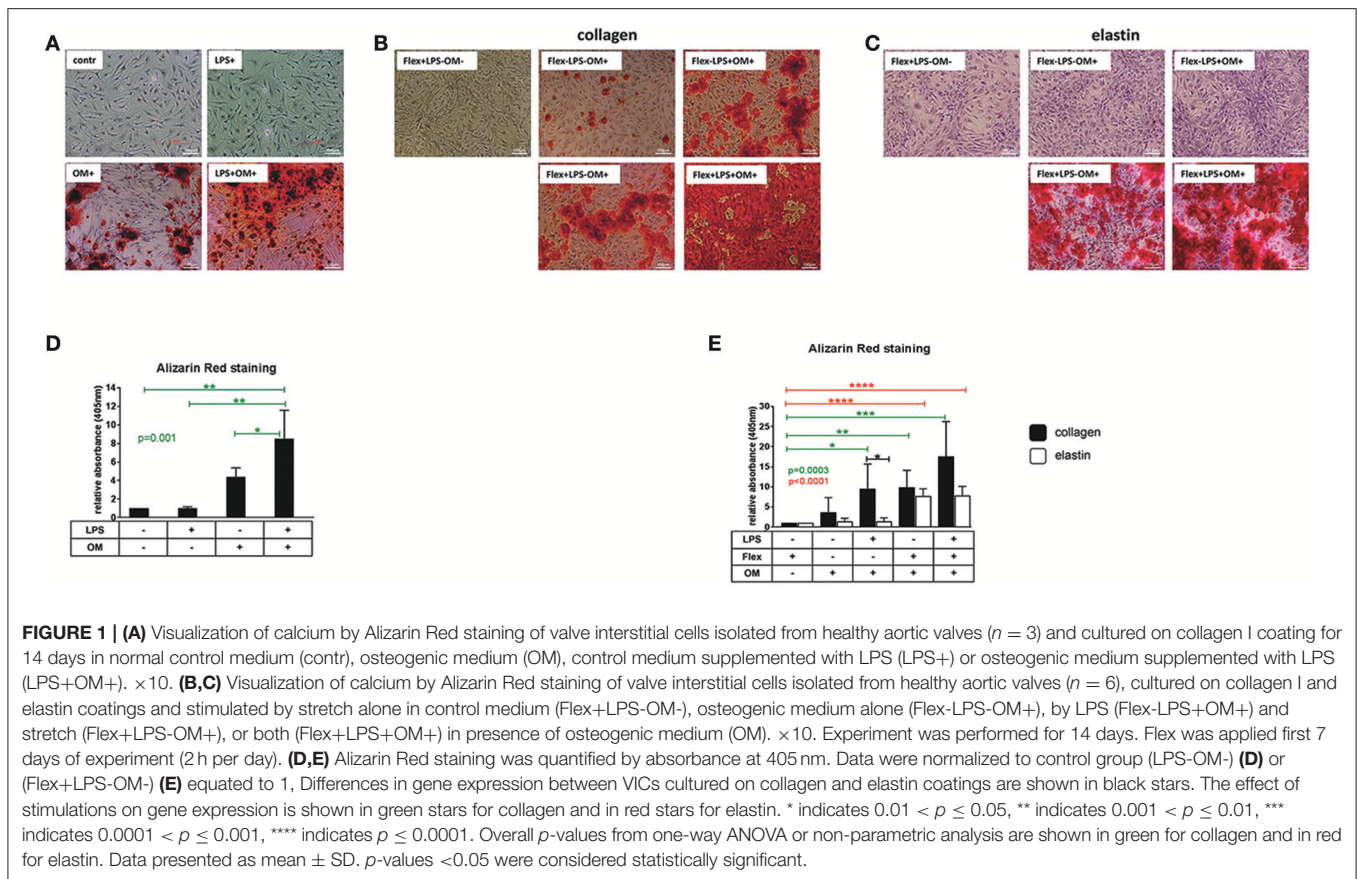 A
contr
LPS+
OM+
LPS+OM+
B
collagen
Flex+LPS-OM-
Flex-LPS-OM+
Flex-LPS+OM+
Flex+LPS-OM+
Flex+LPS+OM+
C
elastin
Flex+LPS-OM-
Flex-LPS-OM+
Flex-LPS+OM+
Flex+LPS-OM+
Flex+LPS+OM+
D
Alizarin Red staining
relative absorbance (405nm)
14
12
10
8
6
4
2
0
**
**
*
p=0.001
LPS - + - +
OM - - + +
E
Alizarin Red staining
relative absorbance (405nm)
30
25
20
15
10
5
0
****
****
***
**
*
*
p=0.0003
p<0.0001
collagen
elastin
LPS - - + - +
Flex + - - + +
OM - + + + +
FIGURE 1 | (A) Visualization of calcium by Alizarin Red staining of valve interstitial cells isolated from healthy aortic valves (n = 3) and cultured on collagen I coating for
14 days in normal control medium (contr), osteogenic medium (OM), control medium supplemented with LPS (LPS+) or osteogenic medium supplemented with LPS
(LPS+OM+). ×10. (B,C) Visualization of calcium by Alizarin Red staining of valve interstitial cells isolated from healthy aortic valves (n = 6), cultured on collagen I and
elastin coatings and stimulated by stretch alone in control medium (Flex+LPS-OM-), osteogenic medium alone (Flex-LPS-OM+), by LPS (Flex-LPS+OM+) and
stretch (Flex+LPS-OM+), or both (Flex+LPS+OM+) in presence of osteogenic medium (OM). ×10. Experiment was performed for 14 days. Flex was applied first 7
days of experiment (2 h per day). (D,E) Alizarin Red staining was quantified by absorbance at 405 nm. Data were normalized to control group (LPS-OM-) (D) or
(Flex+LPS-OM-) (E) equated to 1, Differences in gene expression between VICs cultured on collagen and elastin coatings are shown in black stars. The effect of
stimulations on gene expression is shown in green stars for collagen and in red stars for elastin. * indicates 0.01 < p ≤ 0.05, ** indicates 0.001 < p ≤ 0.01, ***
indicates 0.0001 < p ≤ 0.001, **** indicates p ≤ 0.0001. Overall p-values from one-way ANOVA or non-parametric analysis are shown in green for collagen and in red
for elastin. Data presented as mean ± SD. p-values <0.05 were considered statistically significant.